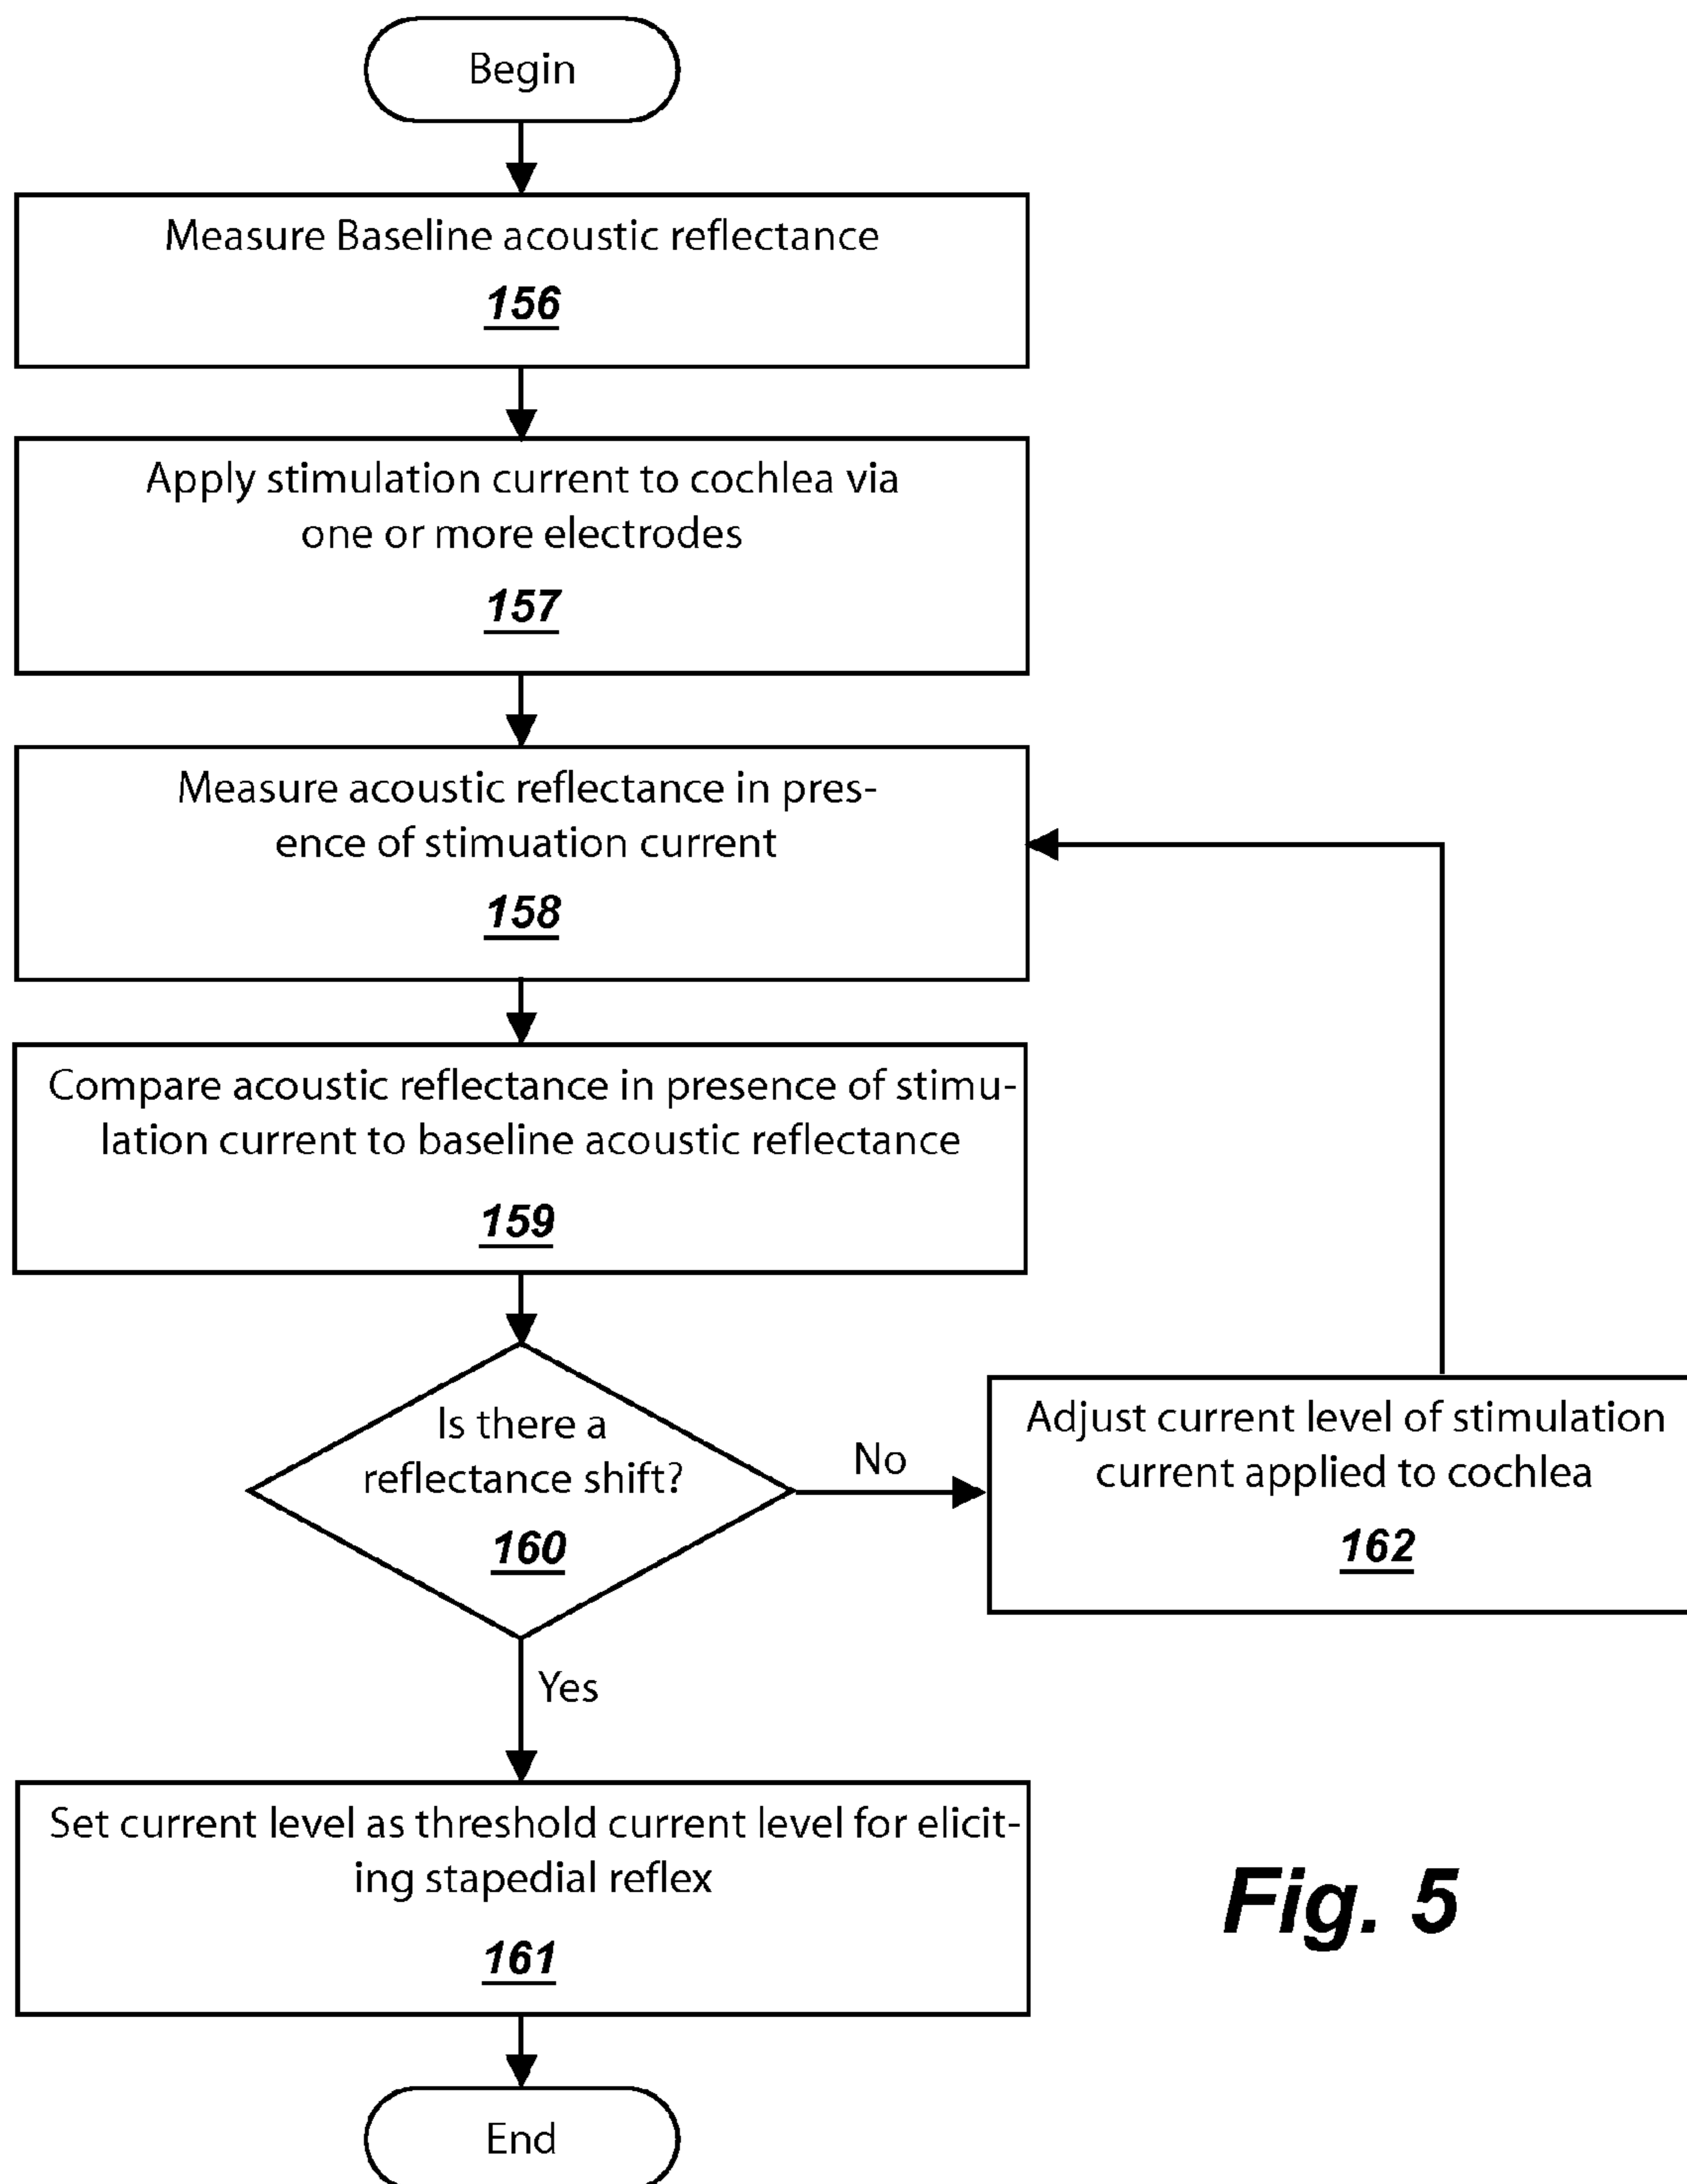 Begin
Measure Baseline acoustic reflectance
156
Apply stimulation current to cochlea via
one or more electrodes
157
Measure acoustic reflectance in pres-
ence of stimuation current
158
Compare acoustic reflectance in presence of stimu-
lation current to baseline acoustic reflectance
159
Is there a
reflectance shift?
160
No
Adjust current level of stimulation
current applied to cochlea
162
Yes
Set current level as threshold current level for elicit-
ing stapedial reflex
161
End
Fig. 5